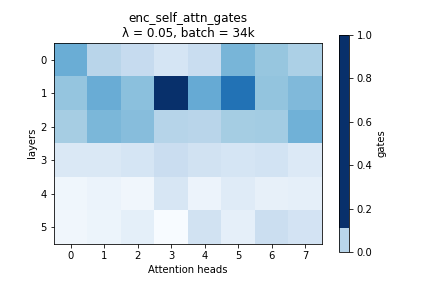 enc_self_attn_gates
λ = 0.05, batch = 34k
0
1
2
3
4
5
layers
0 1 2 3 4 5 6 7
Attention heads
1.0
0.8
0.6
0.4
0.2
0.0
gates